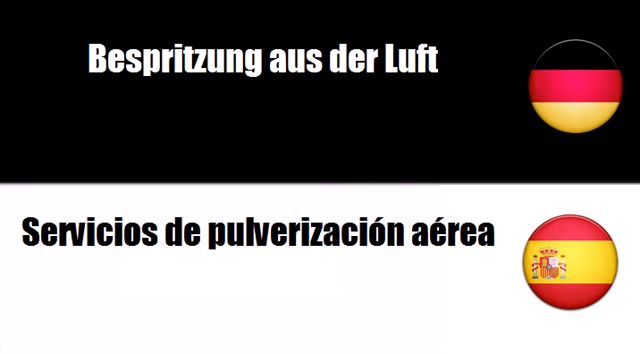 Bespritzung aus der Luft
Servicios de pulverización aérea